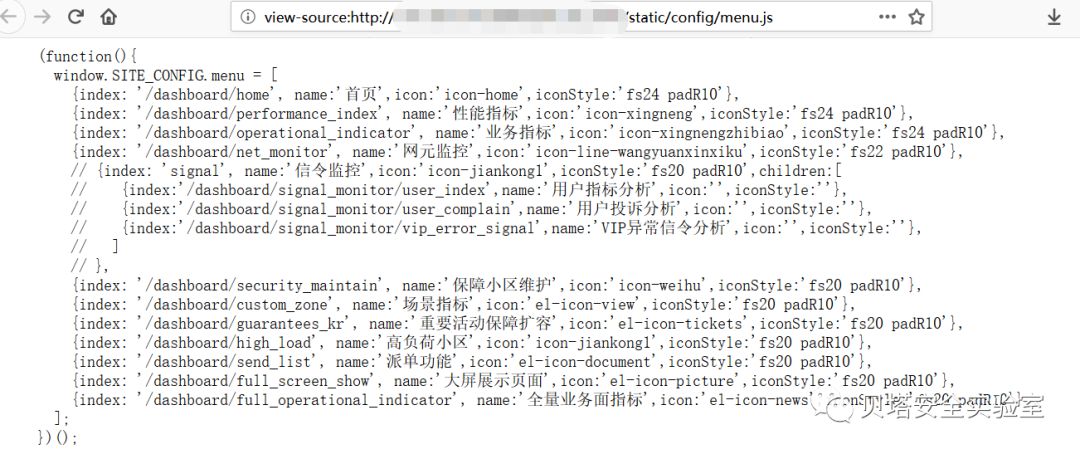 view-source:http:// /static/config/menu.js
(function(){
window.SITE_CONFIG.menu = [
{index: '/dashboard/home', name:'首页',icon:'icon-home',iconStyle:'fs24 padR10'},
{index: '/dashboard/performance_index', name:'性能指标',icon:'icon-xingneng',iconStyle:'fs24 padR10'},
{index: '/dashboard/operational_indicator', name:'业务指标',icon:'icon-xingnengzhibiao',iconStyle:'fs24 padR10'},
{index: '/dashboard/net_monitor', name:'网元监控',icon:'icon-line-wangyuanxinxiku',iconStyle:'fs22 padR10'},
// {index: 'signal', name:'信令监控',icon:'icon-jiankong1',iconStyle:'fs20 padR10',children:[
// {index:'/dashboard/signal_monitor/user_index',name:'用户指标分析',icon:'',iconStyle:''},
// {index:'/dashboard/signal_monitor/user_complain',name:'用户投诉分析',icon:'',iconStyle:''},
// {index:'/dashboard/signal_monitor/vip_error_signal',name:'VIP异常信令分析',icon:'',iconStyle:''},
// ]
// },
{index: '/dashboard/security_maintain', name:'保障小区维护',icon:'icon-weihu',iconStyle:'fs20 padR10'},
{index: '/dashboard/custom_zone', name:'场景指标',icon:'el-icon-view',iconStyle:'fs20 padR10'},
{index: '/dashboard/guarantees_kr', name:'重要活动保障扩容',icon:'el-icon-tickets',iconStyle:'fs20 padR10'},
{index: '/dashboard/high_load', name:'高负荷小区',icon:'icon-jiankong1',iconStyle:'fs20 padR10'},
{index: '/dashboard/send_list', name:'派单功能',icon:'el-icon-document',iconStyle:'fs20 padR10'},
{index: '/dashboard/full_screen_show', name:'大屏展示页面',icon:'el-icon-picture',iconStyle:'fs20 padR10'},
{index: '/dashboard/full_operational_indicator', name:'全量业务面指标',icon:'el-icon-news',iconStyle:'fs20 padR10'},
贝塔安全实验室
];
})();